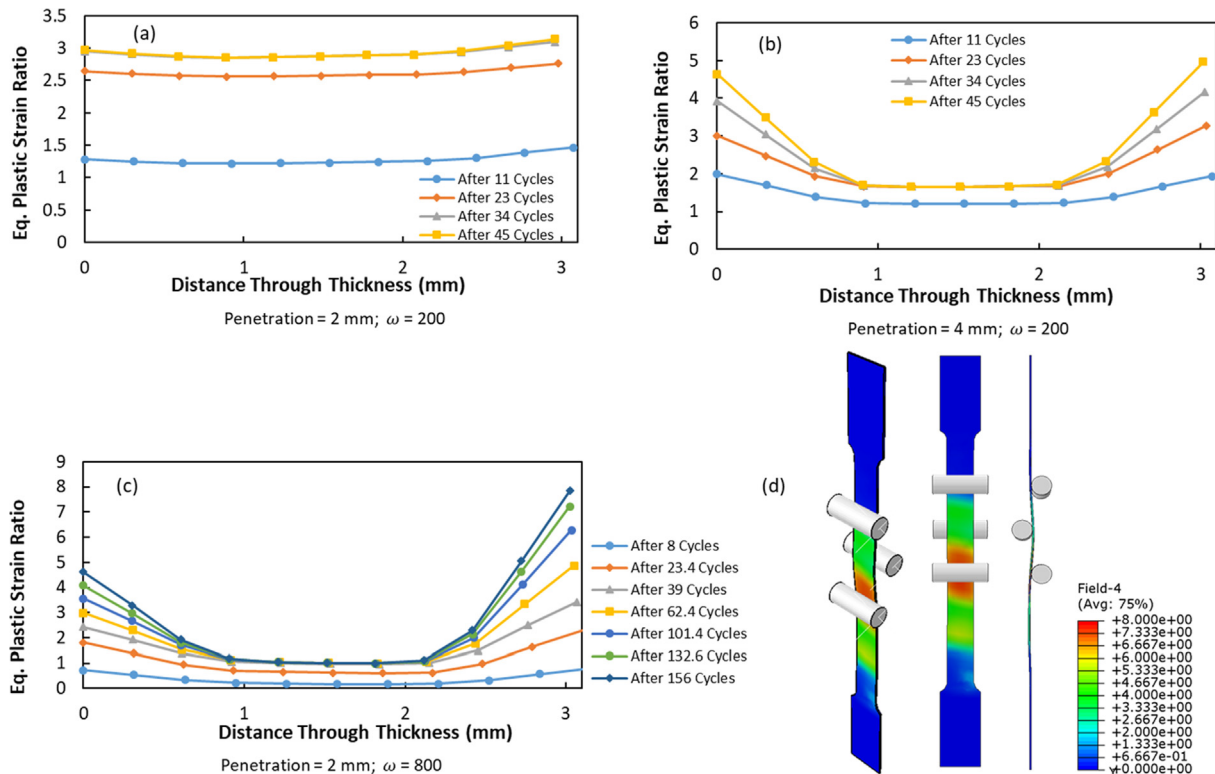 3.5
3
2.5
2
1.5
1
0.5
0
Eq. Plastic Strain Ratio
(a)
After 11 Cycles
After 23 Cycles
After 34 Cycles
After 45 Cycles
0 1 2 3
Distance Through Thickness (mm)
Penetration = 2 mm; ω = 200
6
5
4
3
2
1
0
Eq. Plastic Strain Ratio
(b)
After 11 Cycles
After 23 Cycles
After 34 Cycles
After 45 Cycles
0 1 2 3
Distance Through Thickness (mm)
Penetration = 4 mm; ω = 200
9
8
7
6
5
4
3
2
1
0
Eq. Plastic Strain Ratio
(c)
After 8 Cycles
After 23.4 Cycles
After 39 Cycles
After 62.4 Cycles
After 101.4 Cycles
After 132.6 Cycles
After 156 Cycles
0 1 2 3
Distance Through Thickness (mm)
Penetration = 2 mm; ω = 800
(d)
Field-4
(Avg: 75%)
+8.000e+00
+7.333e+00
+6.667e+00
+6.000e+00
+5.333e+00
+4.667e+00
+4.000e+00
+3.333e+00
+2.667e+00
+2.000e+00
+1.333e+00
+6.667e-01
+0.000e+00